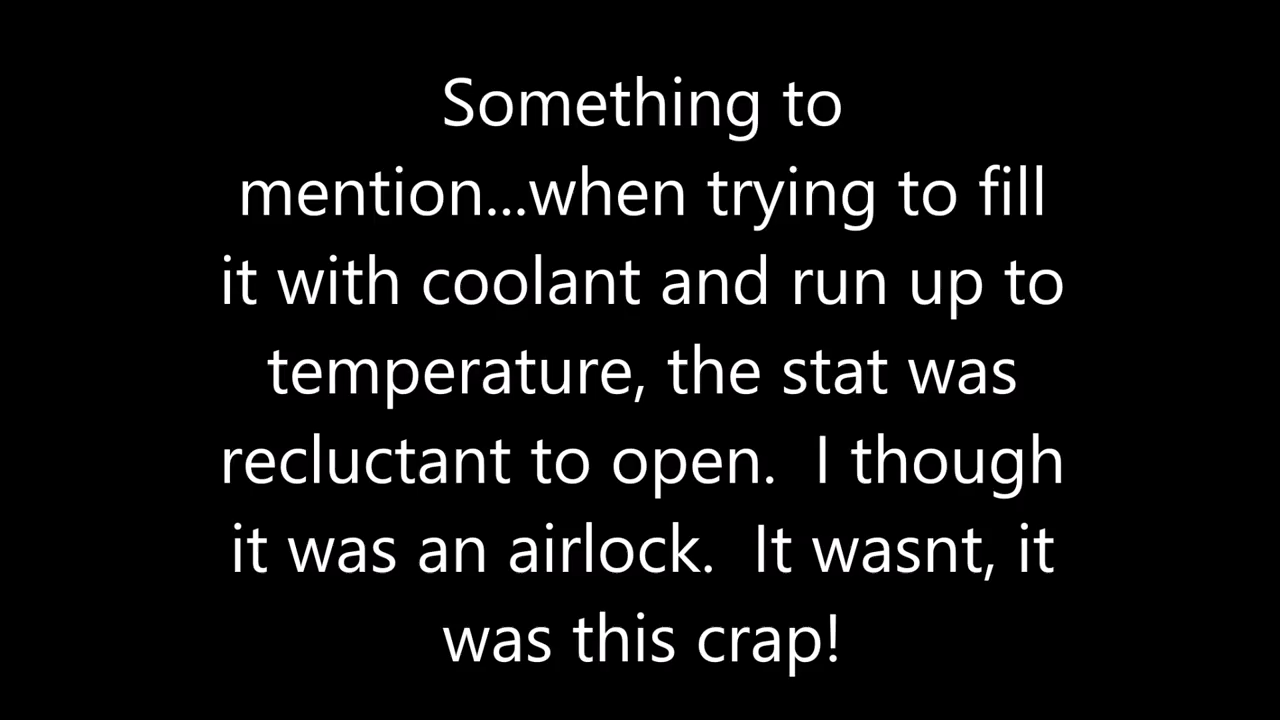 Something to
mention...when trying to fill
it with coolant and run up to
temperature, the stat was
recluctant to open.  I though
it was an airlock.  It wasnt, it
was this crap!